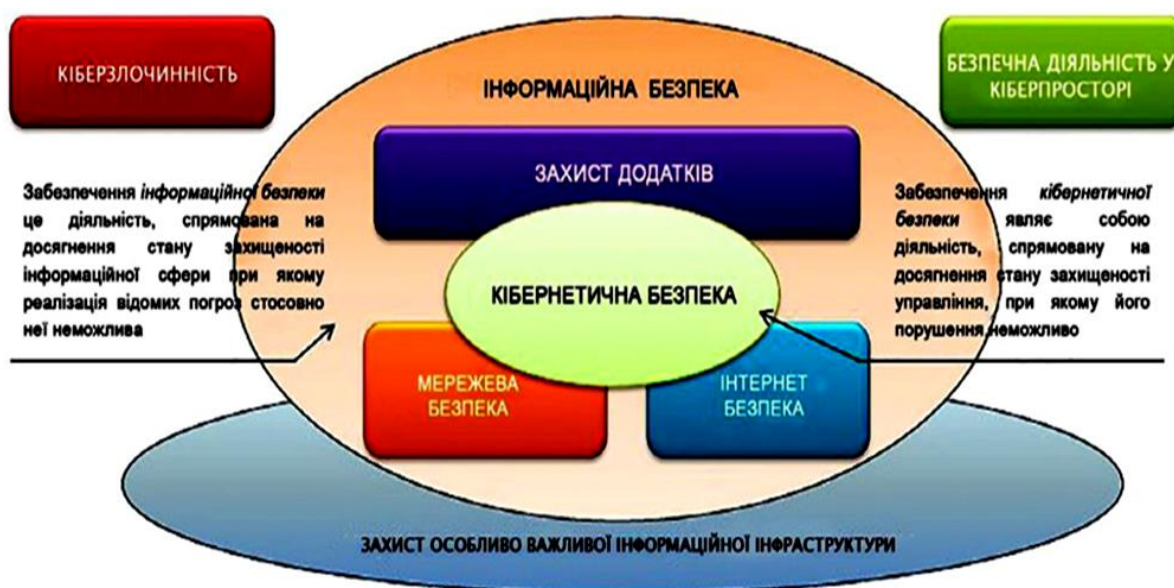 КІБЕРЗЛОЧИННІСТЬ
БЕЗПЕЧНА ДІЯЛЬНІСТЬ У
КІБЕРПРОСТОРІ
ІНФОРМАЦІЙНА БЕЗПЕКА
ЗАХИСТ ДОДАТКІВ
Забезпечення інформаційної безпеки
це діяльність, спрямована на
досягнення стану захищеності
інформаційної сфери при якому
реалізація відомих погроз стосовно
неї неможлива
КІБЕРНЕТИЧНА БЕЗПЕКА
Забезпечення кібернетичної
безпеки являє собою
діяльність, спрямовану на
досягнення стану захищеності
управління, при якому його
порушення неможливо
МЕРЕЖЕВА
БЕЗПЕКА
ІНТЕРНЕТ
БЕЗПЕКА
ЗАХИСТ ОСОБЛИВО ВАЖЛИВОЇ ІНФОРМАЦІЙНОЇ ІНФРАСТРУКТУРИ